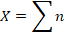 X = ∑ n